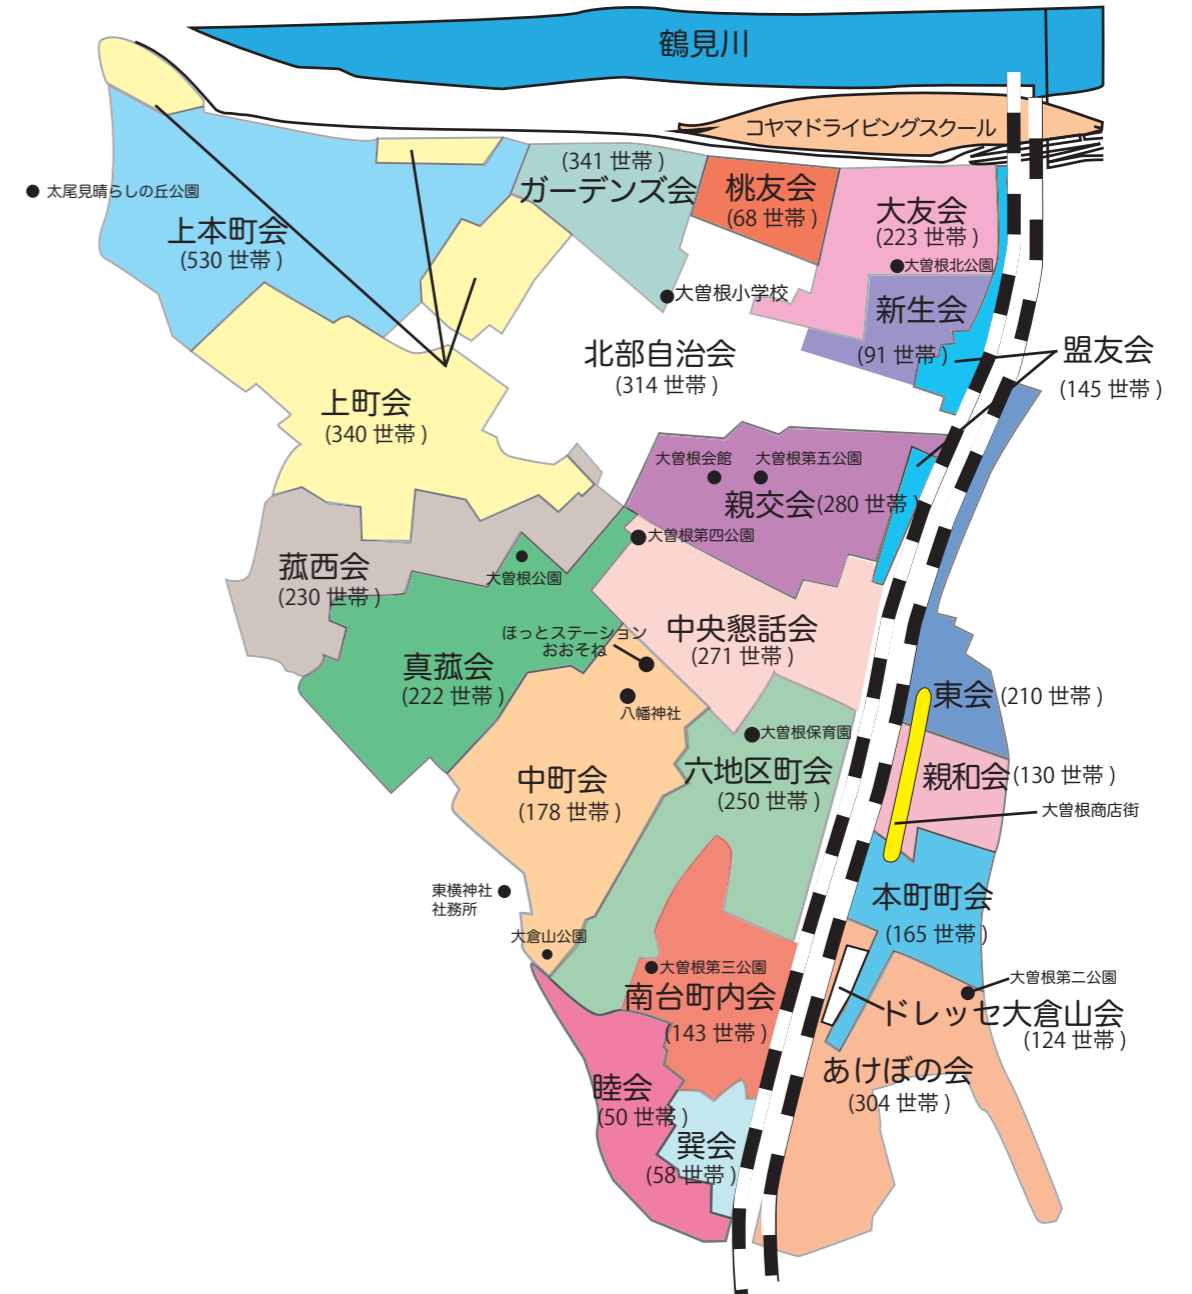 鶴見川
コヤマドライビングスクール
太尾見晴らしの丘公園
上本町会
(530 世帯 )
(341 世帯 )
ガーデンズ会
桃友会
(68 世帯 )
大友会
(223 世帯 )
大曽根北公園
大曽根小学校
新生会
(91 世帯 )
盟友会
(145 世帯 )
北部自治会
(314 世帯 )
上町会
(340 世帯 )
大曽根会館
大曽根第五公園
親交会(280 世帯 )
大曽根第四公園
菰西会
(230 世帯 )
大曽根公園
ほっとステーション
おおそね
中央懇話会
(271 世帯 )
真菰会
(222 世帯 )
八幡神社
東会(210 世帯 )
大曽根保育園
六地区町会
(250 世帯 )
中町会
(178 世帯 )
親和会(130 世帯 )
大曽根商店街
東横神社
社務所
本町町会
(165 世帯 )
大倉山公園
大曽根第三公園
南台町内会
(143 世帯 )
大曽根第二公園
ドレッセ大倉山会
(124 世帯 )
あけぼの会
(304 世帯 )
睦会
(50 世帯 )
巽会
(58 世帯 )